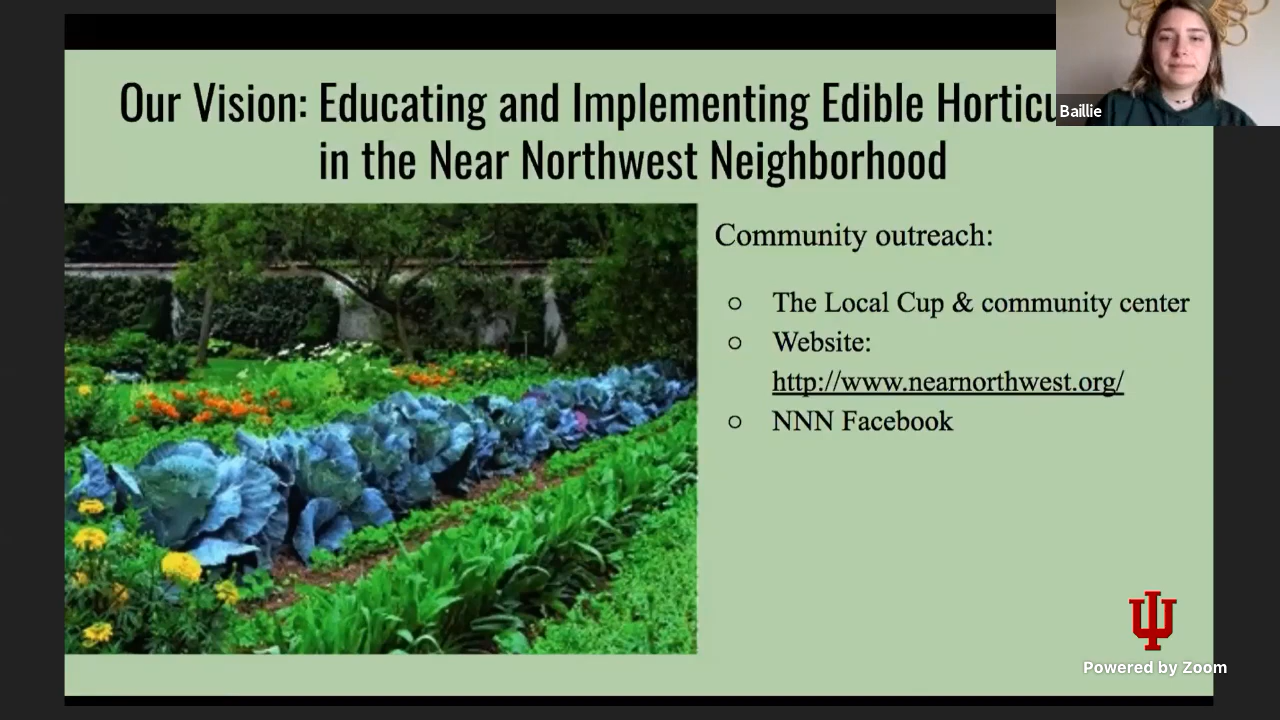 Our Vision: Educating and Implementing Edible Horticu
in the Near Northwest Neighborhood
Baillie
Community outreach:
The Local Cup & community center
Website:
http://www.nearnorthwest.org/
NNN Facebook
Powered by Zoom